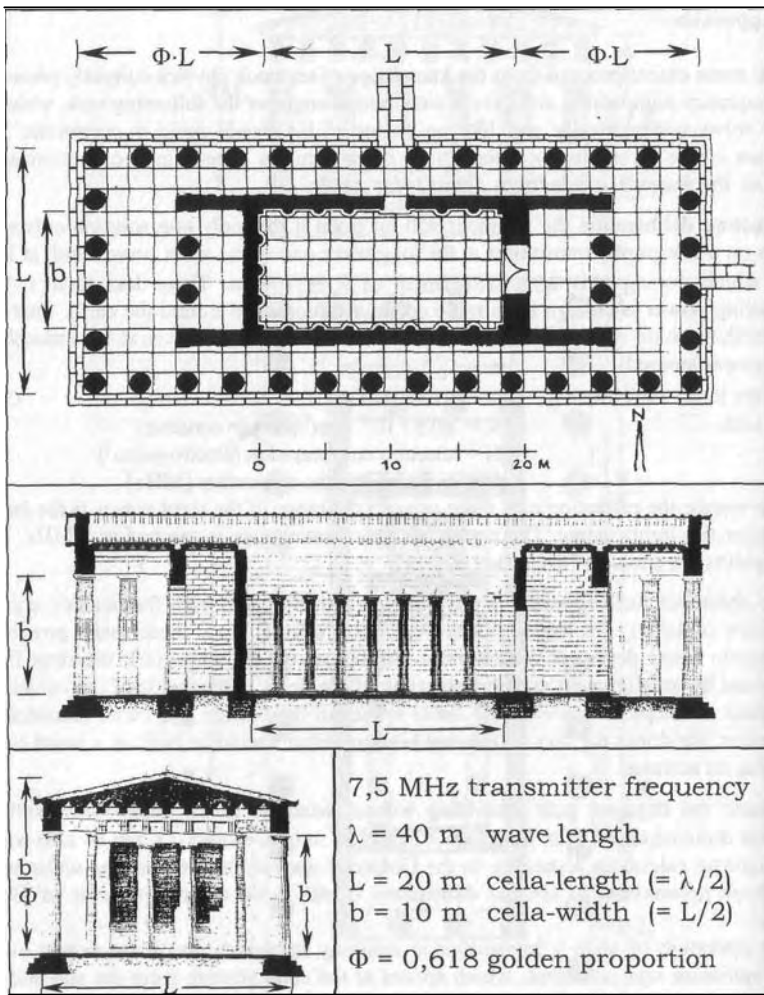 Φ·L L Φ·L
b
L
N
0 10 20 M
b
L
b
Φ
b
L
7,5 MHz transmitter frequency
λ = 40 m wave length
L = 20 m cella-length (= λ/2)
b = 10 m cella-width (= L/2)
Φ = 0,618 golden proportion